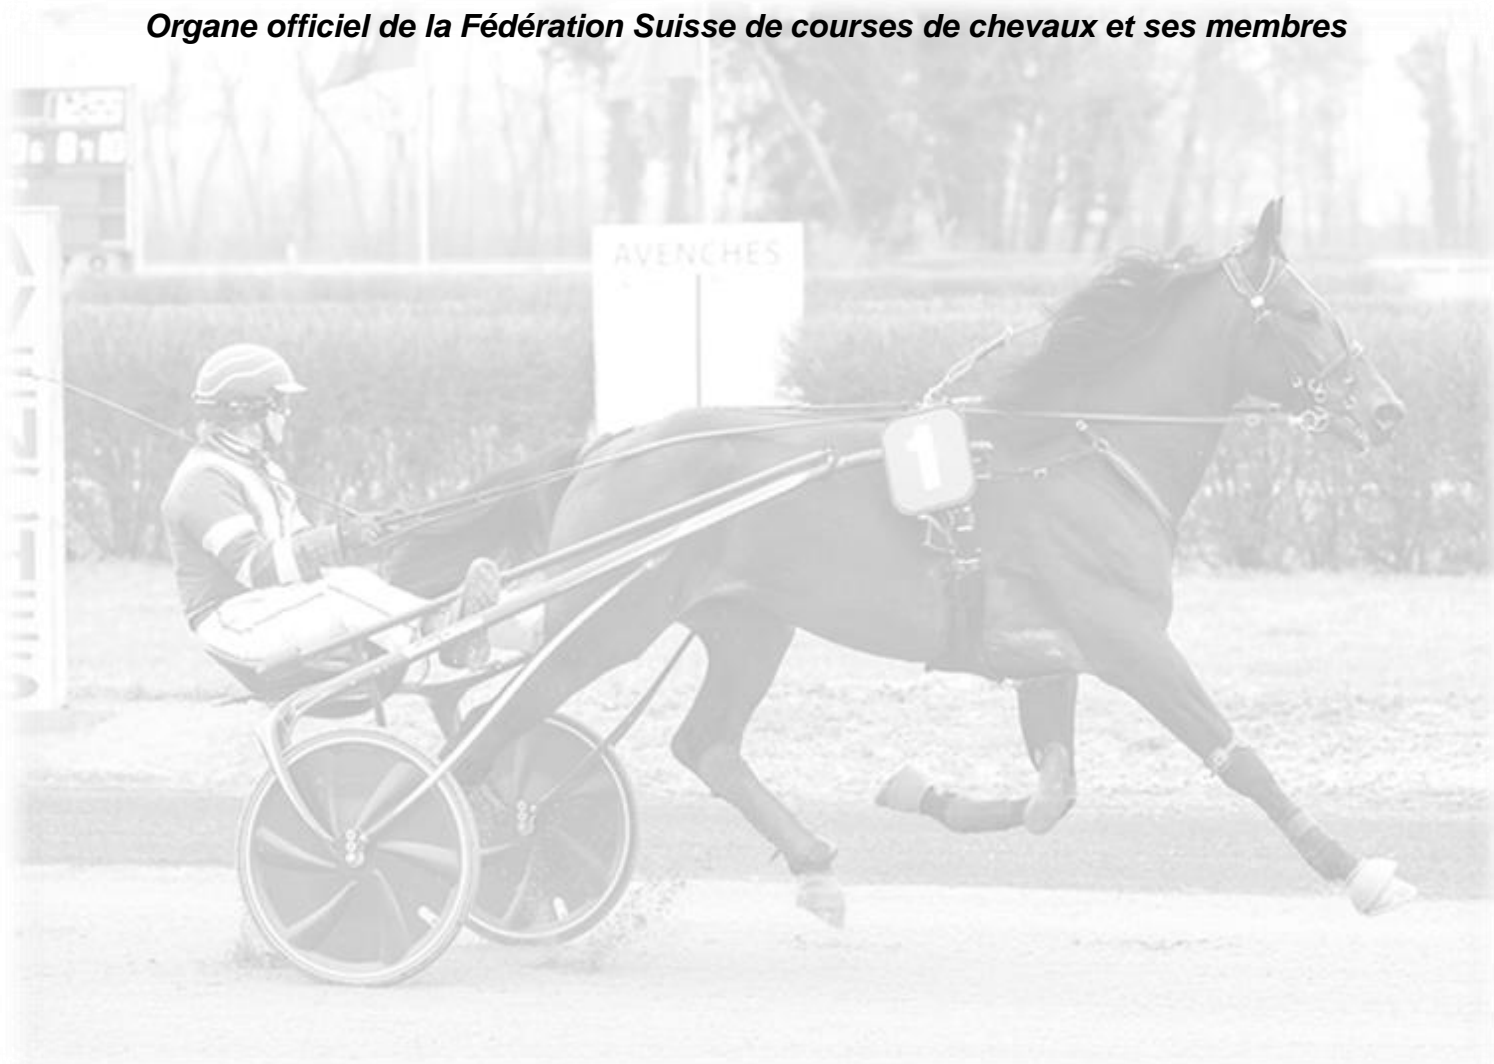 Organe officiel de la Fédération Suisse de courses de chevaux et ses membres
AVENCHES
1